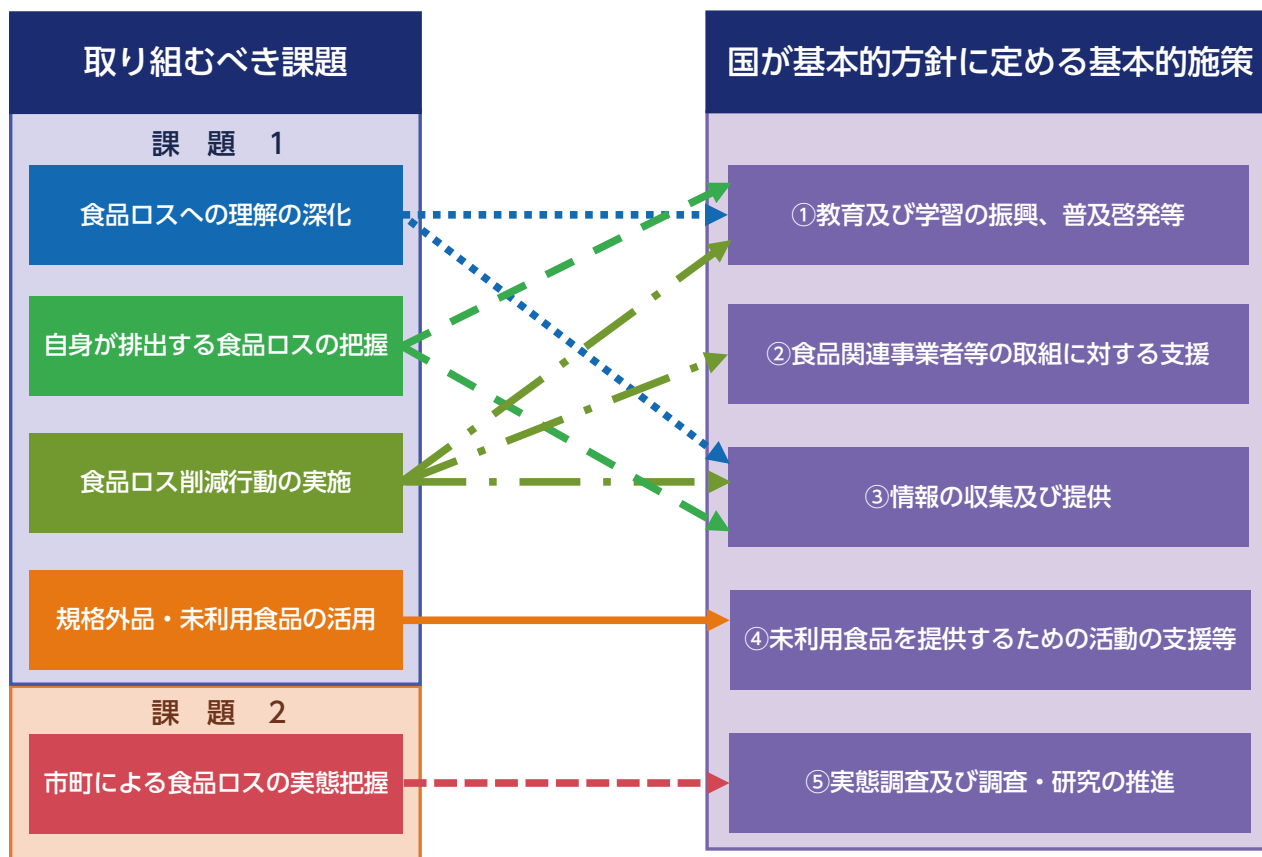 取り組むべき課題
課題 1
食品ロスへの理解の深化
自身が排出する食品ロスの把握
食品ロス削減行動の実施
規格外品・未利用食品の活用
課題 2
市町による食品ロスの実態把握
国が基本的方針に定める基本的施策
①教育及び学習の振興、普及啓発等
②食品関連事業者等の取組に対する支援
③情報の収集及び提供
④未利用食品を提供するための活動の支援等
⑤実態調査及び調査・研究の推進